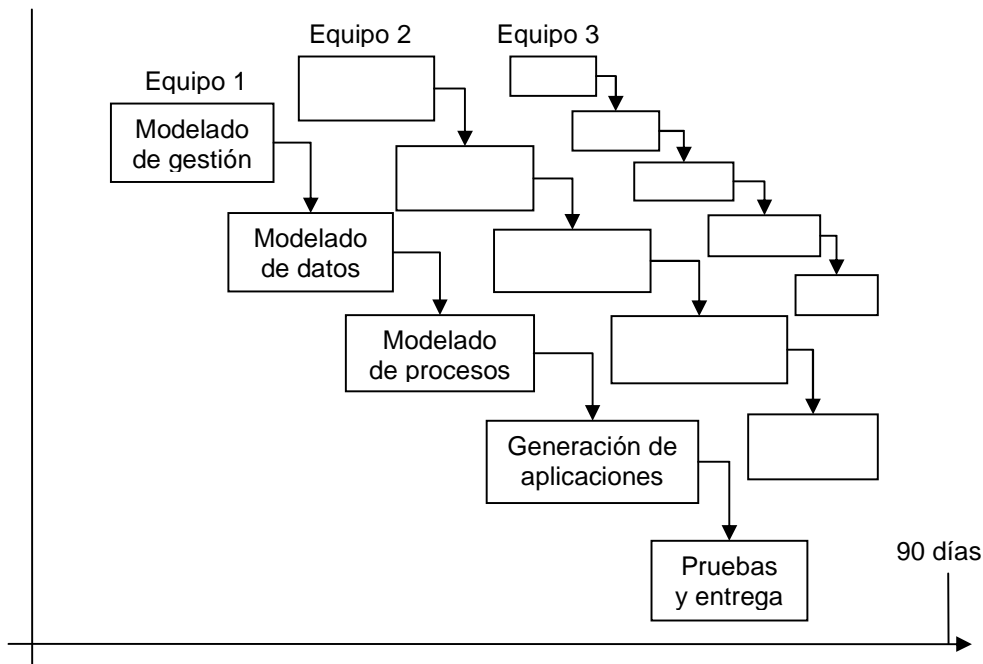 Equipo 1
Equipo 2
Equipo 3
Modelado
de gestión
Modelado
de datos
Modelado
de procesos
Generación de
aplicaciones
Pruebas
y entrega
90 días